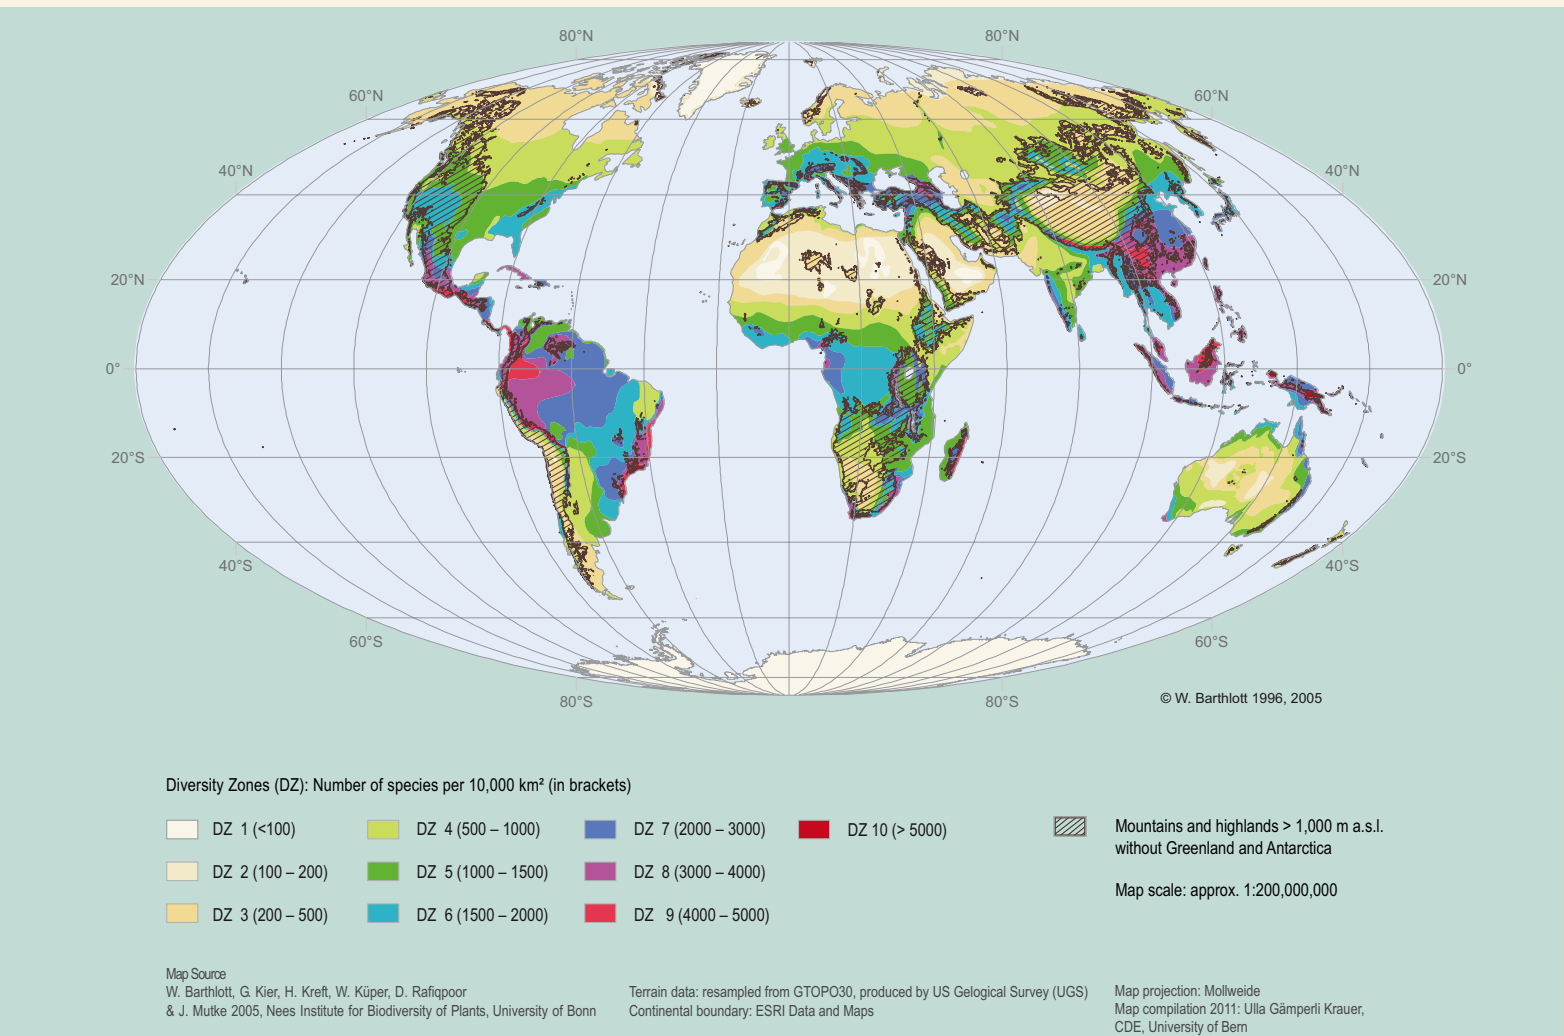 80°N 80°N
60°N 60°N
40°N 40°N
20°N 20°N
0° 0°
20°S 20°S
40°S 40°S
60°S 60°S
80°S 80°S
© W. Barthlott 1996, 2005
Diversity Zones (DZ): Number of species per 10,000 km² (in brackets)
DZ 1 (<100)
DZ 2 (100 – 200)
DZ 3 (200 – 500)
DZ 4 (500 – 1000)
DZ 5 (1000 – 1500)
DZ 6 (1500 – 2000)
DZ 7 (2000 – 3000)
DZ 8 (3000 – 4000)
DZ 9 (4000 – 5000)
DZ 10 (> 5000)
Mountains and highlands > 1,000 m a.s.l.
without Greenland and Antarctica
Map scale: approx. 1:200,000,000
Map Source
W. Barthlott, G. Kier, H. Kreft, W. Küper, D. Rafiqpoor
& J. Mutke 2005, Nees Institute for Biodiversity of Plants, University of Bonn
Terrain data: resampled from GTOPO30, produced by US Gelogical Survey (UGS)
Continental boundary: ESRI Data and Maps
Map projection: Mollweide
Map compilation 2011: Ulla Gämperli Krauer,
CDE, University of Bern